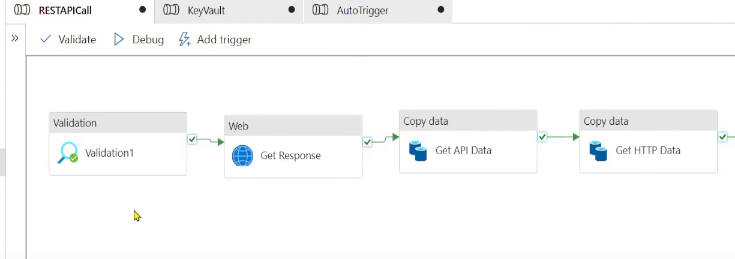 RESTAPICall KeyVault AutoTrigger
» Validate Debug Add trigger
Validation Web Copy data Copy data
Validation1 Get Response Get API Data Get HTTP Data